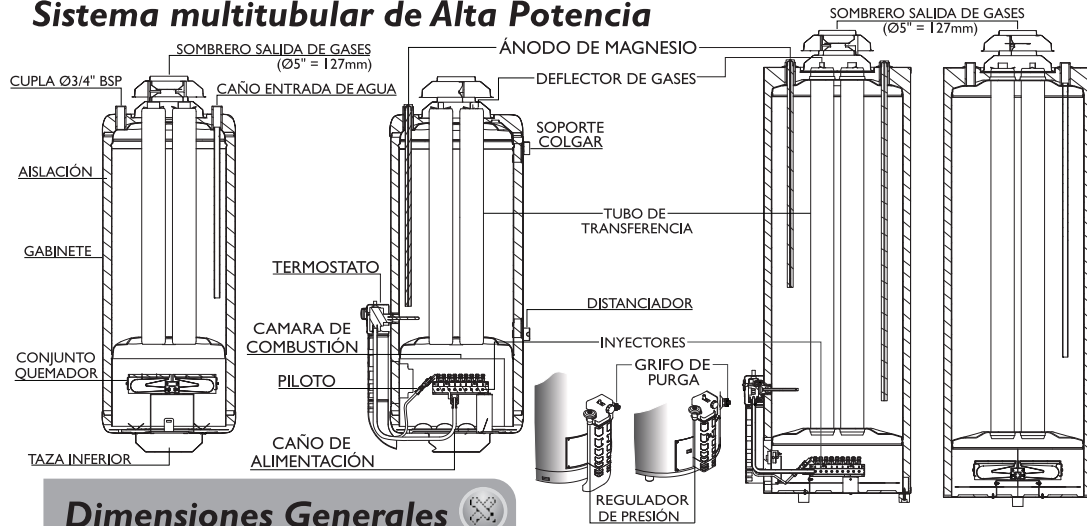 Sistema multitubular de Alta Potencia
SOMBRERO SALIDA DE GASES
(Ø5" = 127mm)
SOMBRERO SALIDA DE GASES
(Ø5" = 127mm)
ÁNODO DE MAGNESIO
CUPLA Ø3/4" BSP
CAÑO ENTRADA DE AGUA
DEFLECTOR DE GASES
SOPORTE
COLGAR
AISLACIÓN
TUBO DE
TRANSFERENCIA
GABINETE
TERMOSTATO
DISTANCIADOR
CAMARA DE
COMBUSTIÓN
INYECTORES
GRIFO DE
PURGA
CONJUNTO
QUEMADOR
PILOTO
CAÑO DE
ALIMENTACIÓN
TAZA INFERIOR
REGULADOR
DE PRESIÓN
Dimensiones Generales